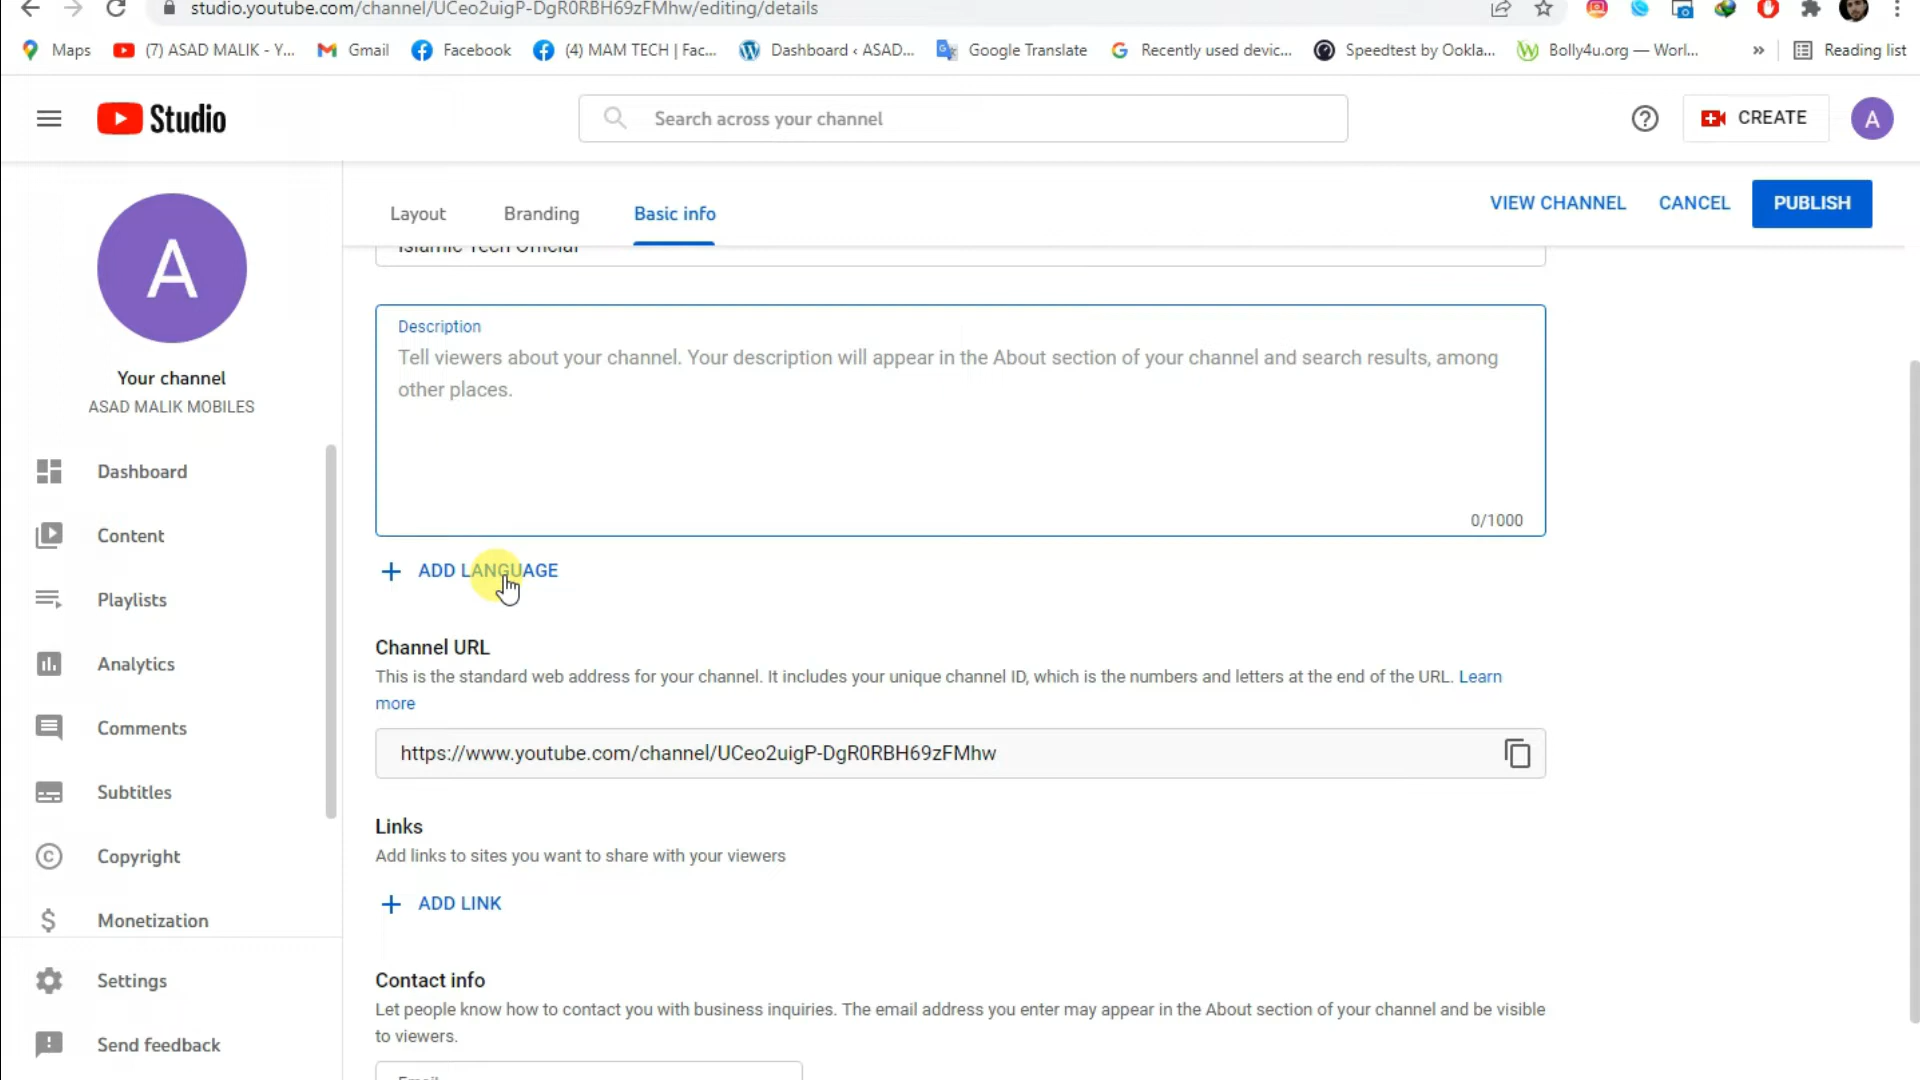 studio.youtube.com/channel/UCeo2uigP-DgR0RBH69zFMhw/editing/details
Maps
(7) ASAD MALIK - Y...
Gmail
Facebook
(4) MAM TECH | Fac...
Dashboard ‹ ASAD...
Google Translate
Recently used devic...
Speedtest by Ookla...
Bolly4u.org — Worl...
»
Reading list
Studio
Search across your channel
CREATE
A
A
Your channel
ASAD MALIK MOBILES
Dashboard
Content
Playlists
Analytics
Comments
Subtitles
Copyright
Monetization
Settings
Send feedback
Layout
Branding
Basic info
VIEW CHANNEL
CANCEL
PUBLISH
Islamic Tech Official
Description
Tell viewers about your channel. Your description will appear in the About section of your channel and search results, among
other places.
0/1000
+ ADD LANGUAGE
Channel URL
This is the standard web address for your channel. It includes your unique channel ID, which is the numbers and letters at the end of the URL. Learn
more
https://www.youtube.com/channel/UCeo2uigP-DgR0RBH69zFMhw
Links
Add links to sites you want to share with your viewers
+ ADD LINK
Contact info
Let people know how to contact you with business inquiries. The email address you enter may appear in the About section of your channel and be visible
to viewers.
Email